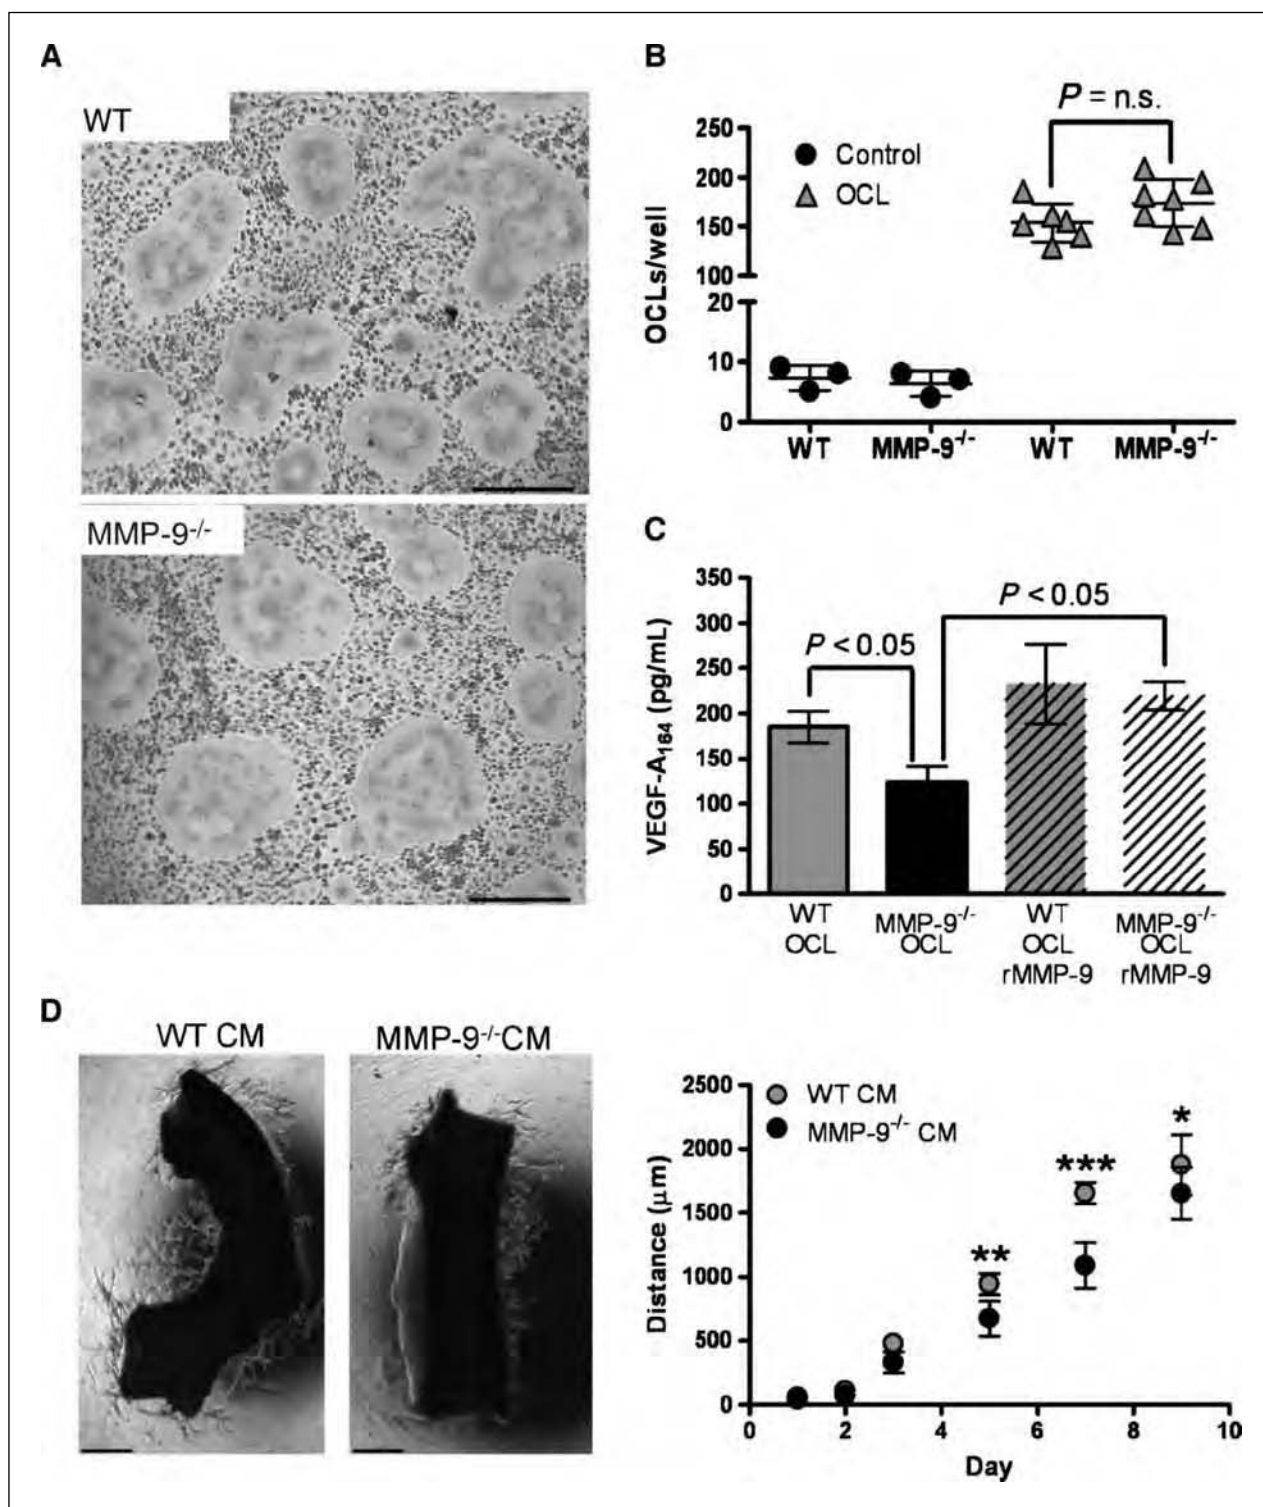 A
WT
MMP-9-/-
B
P = n.s.
Control
OCL
OCLs/well
250
200
150
100
20
10
0
WT
MMP-9-/-
WT
MMP-9-/-
C
P < 0.05
P < 0.05
VEGF-A164 (pg/mL)
350
300
250
200
150
100
50
0
WT
OCL
MMP-9-/-
OCL
WT
OCL
rMMP-9
MMP-9-/-
OCL
rMMP-9
D
WT CM
MMP-9-/-CM
WT CM
MMP-9-/- CM
Distance (μm)
2500
2000
1500
1000
500
0
**
***
*
0 2 4 6 8 10
Day